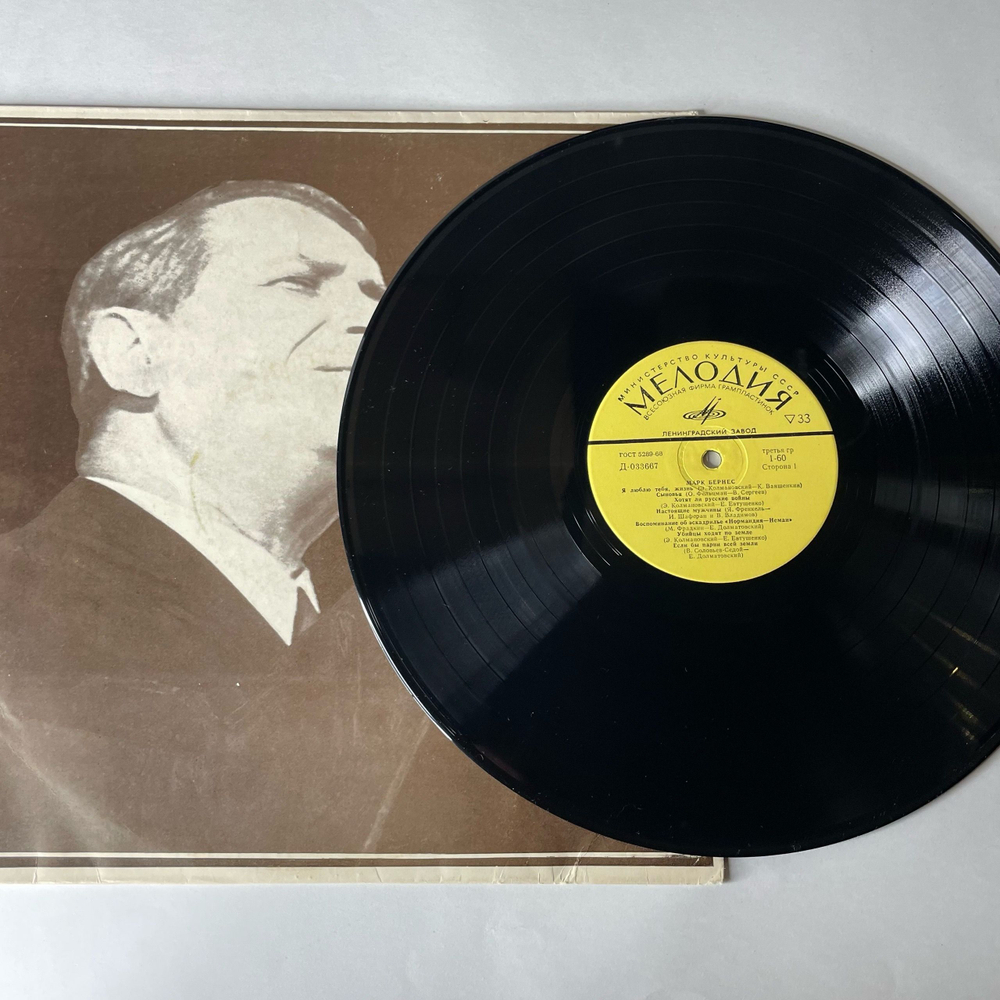 МИНИСТЕРСТВО КУЛЬТУРЫ СССР
МЕЛОДИЯ
ВСЕСОЮЗНАЯ ФИРМА ГРАМПЛАСТИНОК
33
ЛЕНИНГРАДСКИЙ ЗАВОД
ГОСТ 5289-68
третья гр
Д-033667
1-60
Сторона 1
МАРК БЕРНЕС
Я люблю тебя, жизнь (Э. Колмановский—К. Ваншенкин)
Сыновья (О. Фельцман—В. Сергеев)
Хотят ли русские войны
(Э. Колмановский—Е. Евтушенко)
Настоящие мужчины (Я. Френкель—
И. Шаферан и В. Владимов)
Воспоминание об эскадрилье «Нормандия—Неман»
(М. Фрадкин—Е. Долматовский)
Убийцы ходят по земле
(Э. Колмановский—Е. Евтушенко)
Если бы парни всей земли
(В. Соловьев-Седой—
Е. Долматовский)